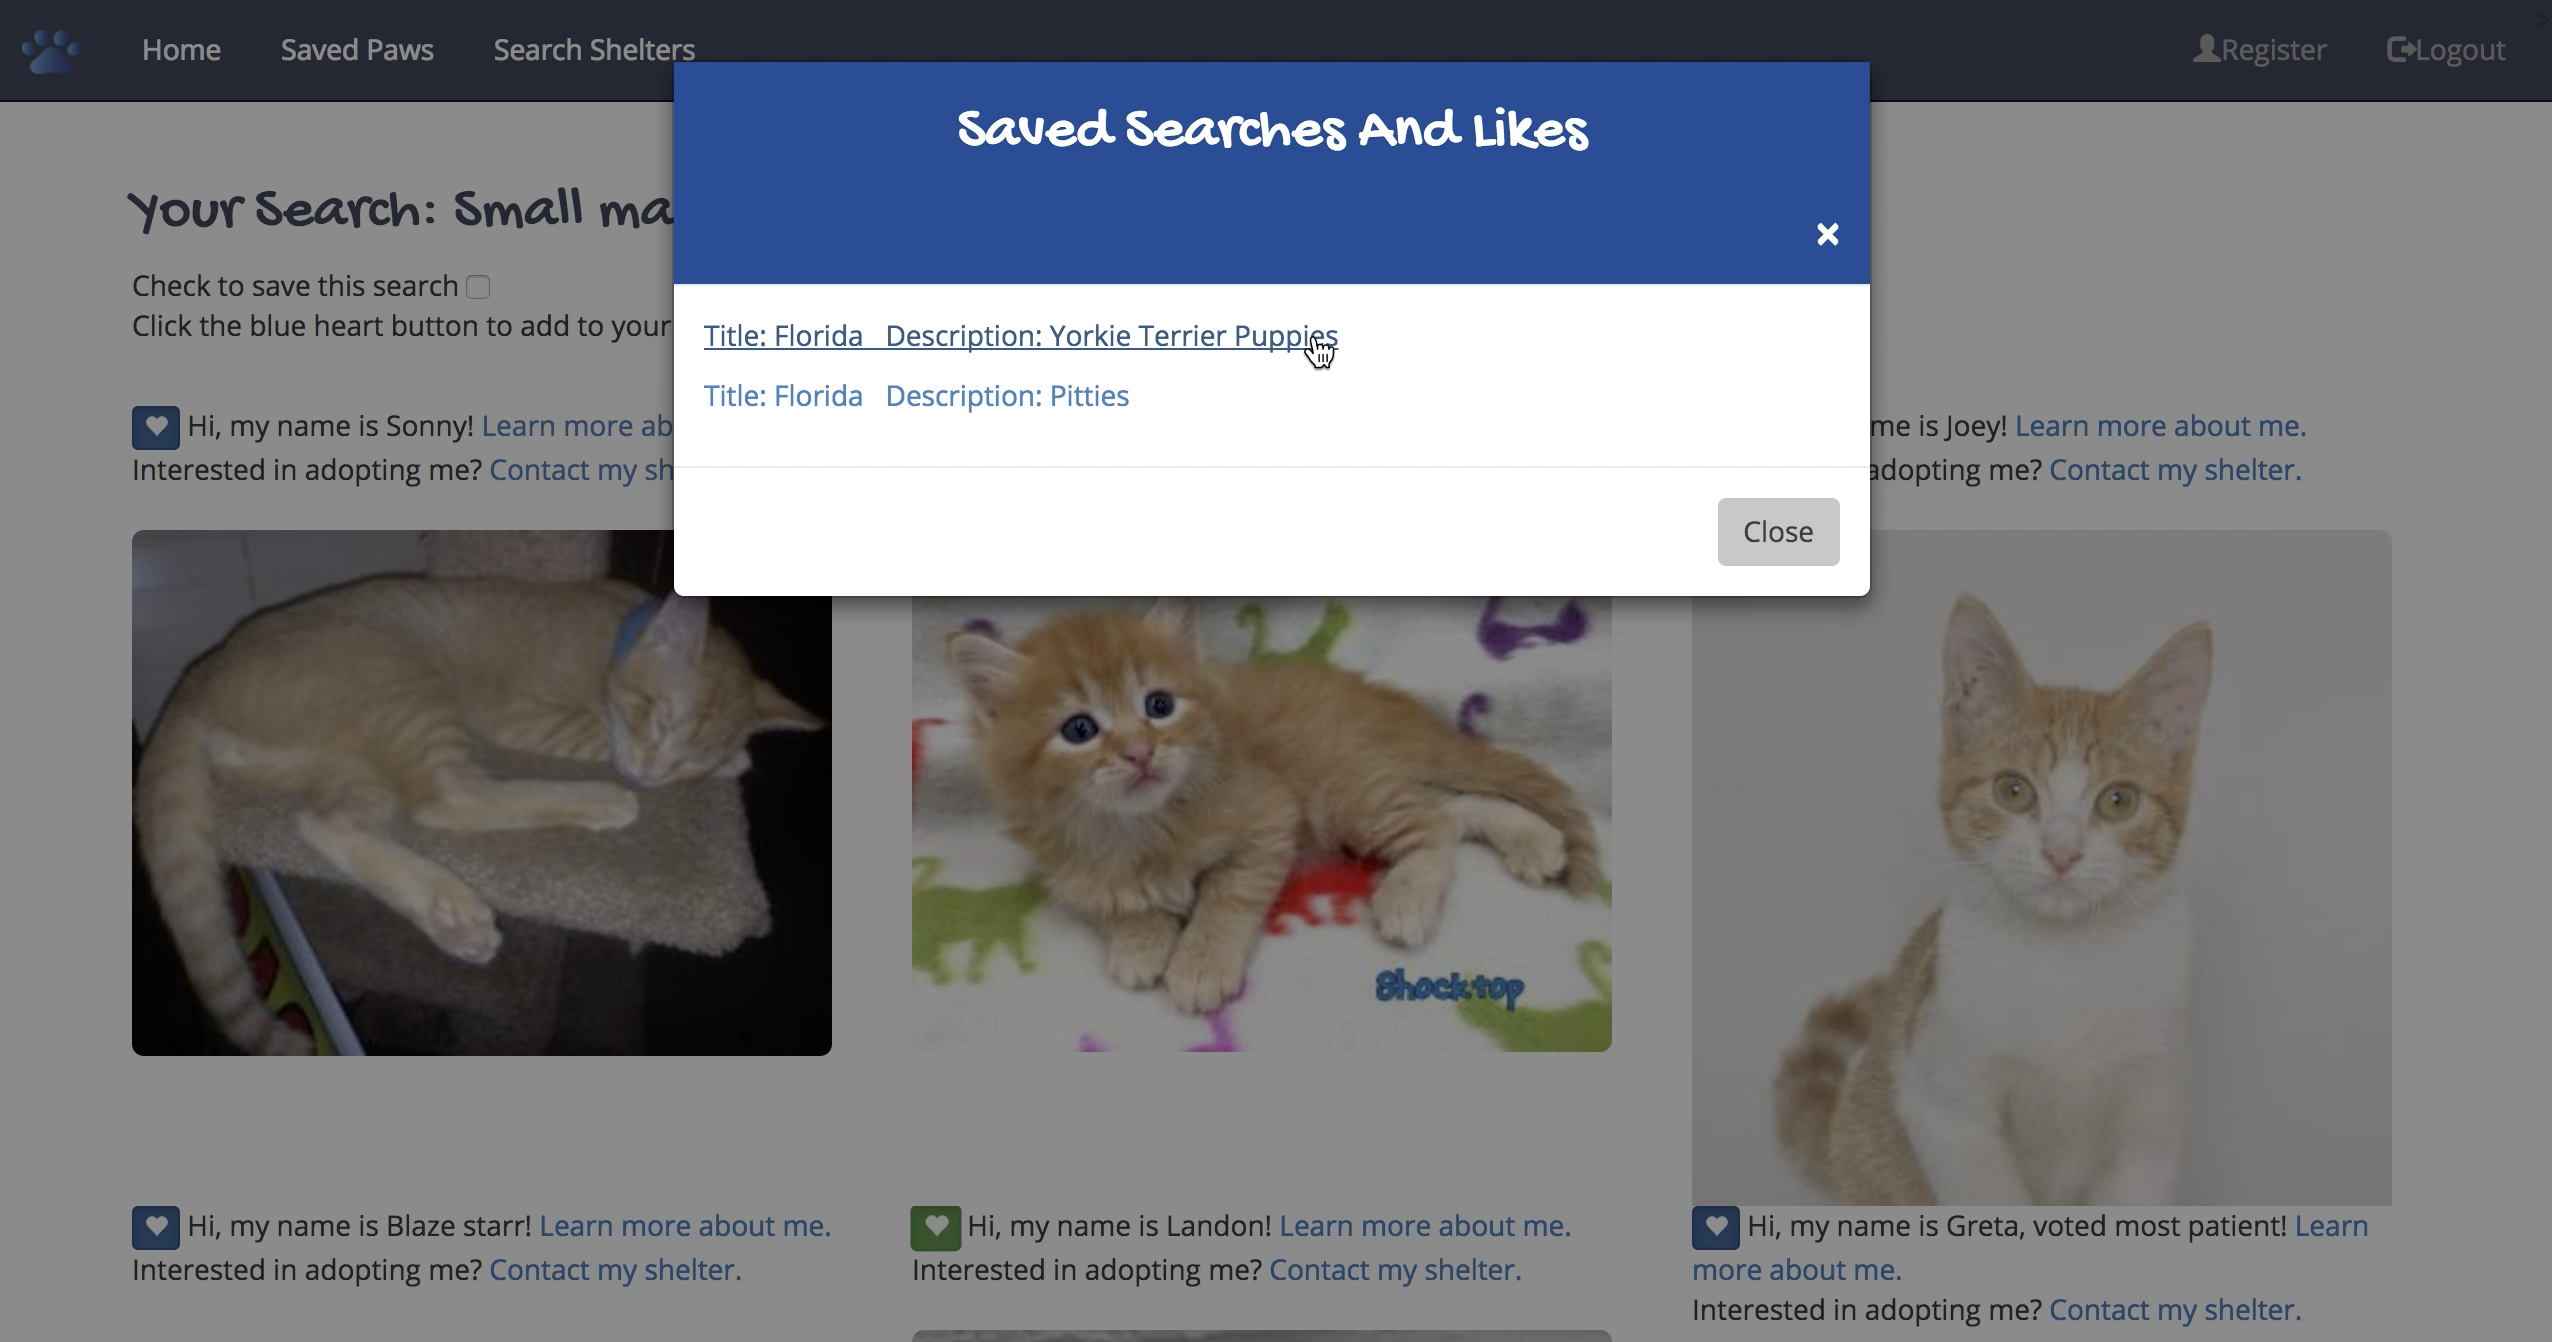 Home Saved Paws Search Shelters Register Logout
Saved Searches And Likes
Your Search: Small ma
Check to save this search
Click the blue heart button to add to your
Title: Florida Description: Yorkie Terrier Puppies
Title: Florida Description: Pitties
Close
Hi, my name is Sonny! Learn more ab
Interested in adopting me? Contact my sh
me is Joey! Learn more about me.
adopting me? Contact my shelter.
Shocktop
Hi, my name is Blaze starr! Learn more about me.
Interested in adopting me? Contact my shelter.
Hi, my name is Landon! Learn more about me.
Interested in adopting me? Contact my shelter.
Hi, my name is Greta, voted most patient! Learn
more about me.
Interested in adopting me? Contact my shelter.